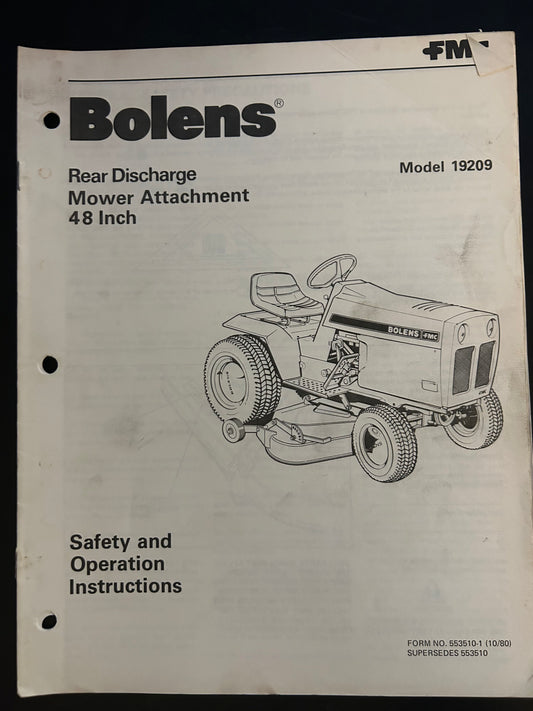 FMC
Bolens®
Rear Discharge
Mower Attachment
48 Inch
Model 19209
BOLENS FMC
Safety and
Operation
Instructions
FORM NO. 553510-1 (10/80)
SUPERSEDES 553510